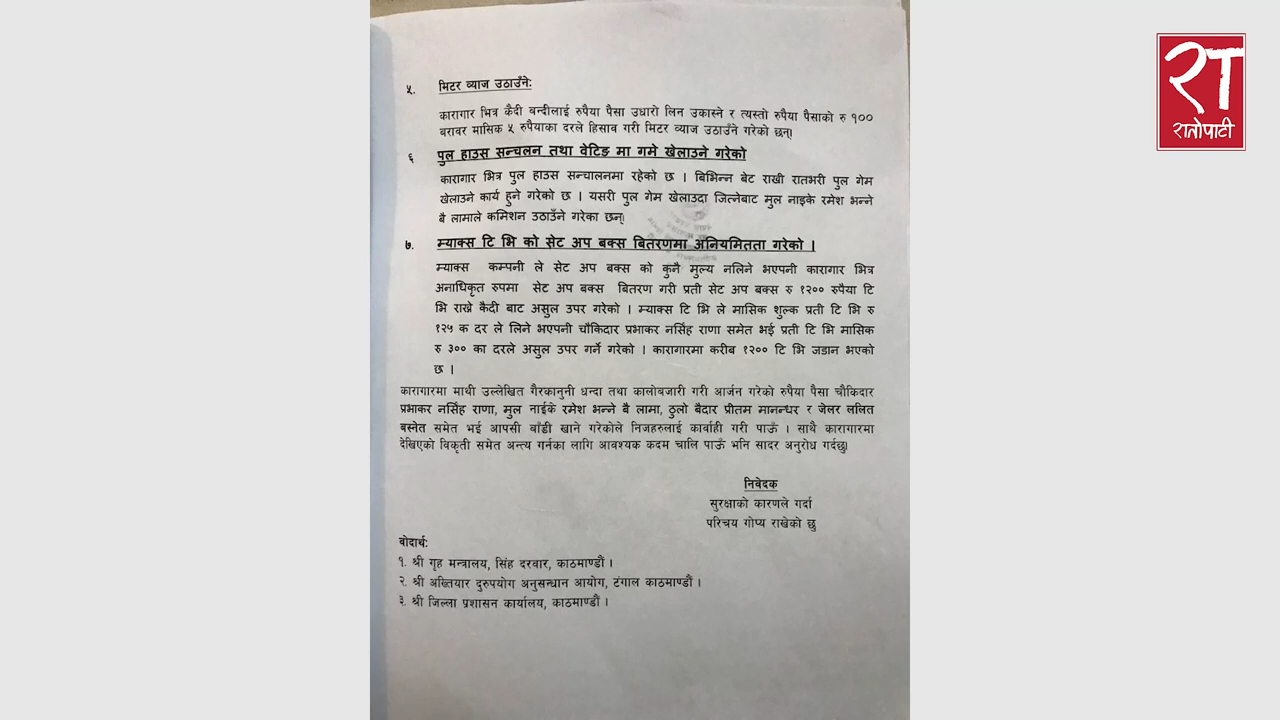 रा
रातोपाटी
५. मिटर व्याज उठाउँने:
कारागार भित्र कैदी बन्दीलाई रुपैया पैसा उधारो लिन उकास्ने र त्यस्तो रुपैया पैसाको रु १००
बराबर मासिक ५ रुपैयाका दरले हिसाव गरी मिटर व्याज उठाउँने गरेको छन्।
६ पुल हाउस सन्चलन तथा वेटिङ मा गमे खेलाउने गरेको
कारागार भित्र पुल हाउस सन्चालनमा रहेको छ । बिभिन्न बेट राखी रातभरी पुल गेम
खेलाउने कार्य हुने गरेको छ । यसरी पुल गेम खेलाउदा जित्नेबाट मुल नाइके रमेश भन्ने
बै लामाले कमिशन उठाउँने गरेका छन्।
७. म्याक्स टि भि को सेट अप बक्स बितरणमा अनियमितता गरेको ।
म्याक्स कम्पनी ले सेट अप बक्स को कुनै मुल्य नलिने भएपनी कारागार भित्र
अनाधिकृत रुपमा सेट अप बक्स बितरण गरी प्रती सेट अप बक्स रु १२०० रुपैया टि
भि राख्ने कैदी बाट असुल उपर गरेको । म्याक्स टि भि ले मासिक शुल्क प्रती टि भि रु
१२५ क दर ले लिने भएपनी चौकिदार प्रभाकर नर्सिंह राणा समेत भई प्रती टि भि मासिक
रु ३०० का दरले असुल उपर गर्ने गरेको । कारागारमा करीब १२०० टि भि जडान भएको
छ ।
कारागारमा माथी उल्लेखित गैरकानुनी धन्दा तथा कालोबजारी गरी आर्जन गरेको रुपैया पैसा चौकिदार
प्रभाकर नर्सिंह राणा, मुल नाईके रमेश भन्ने बै लामा, ठुलो बैदार प्रीतम मानन्धर र जेलर ललित
बस्नेत समेत भई आपसी बाँडी खाने गरेकोले निजहरुलाई कार्वाही गरी पाऊँ । साथै कारागारमा
देखिएको विकृती समेत अन्त्य गर्नका लागि आवश्यक कदम चालि पाऊँ भनि सादर अनुरोध गर्दछु।
निवेदक
सुरक्षाको कारणले गर्दा
परिचय गोप्य राखेको छु
वोदार्थ:
१. श्री गृह मन्त्रालय, सिंह दरवार, काठमाण्डौं ।
२. श्री अख्तियार दुरुपयोग अनुसन्धान आयोग, टंगाल काठमाण्डौं ।
३. श्री जिल्ला प्रशासन कार्यालय, काठमाण्डौं ।